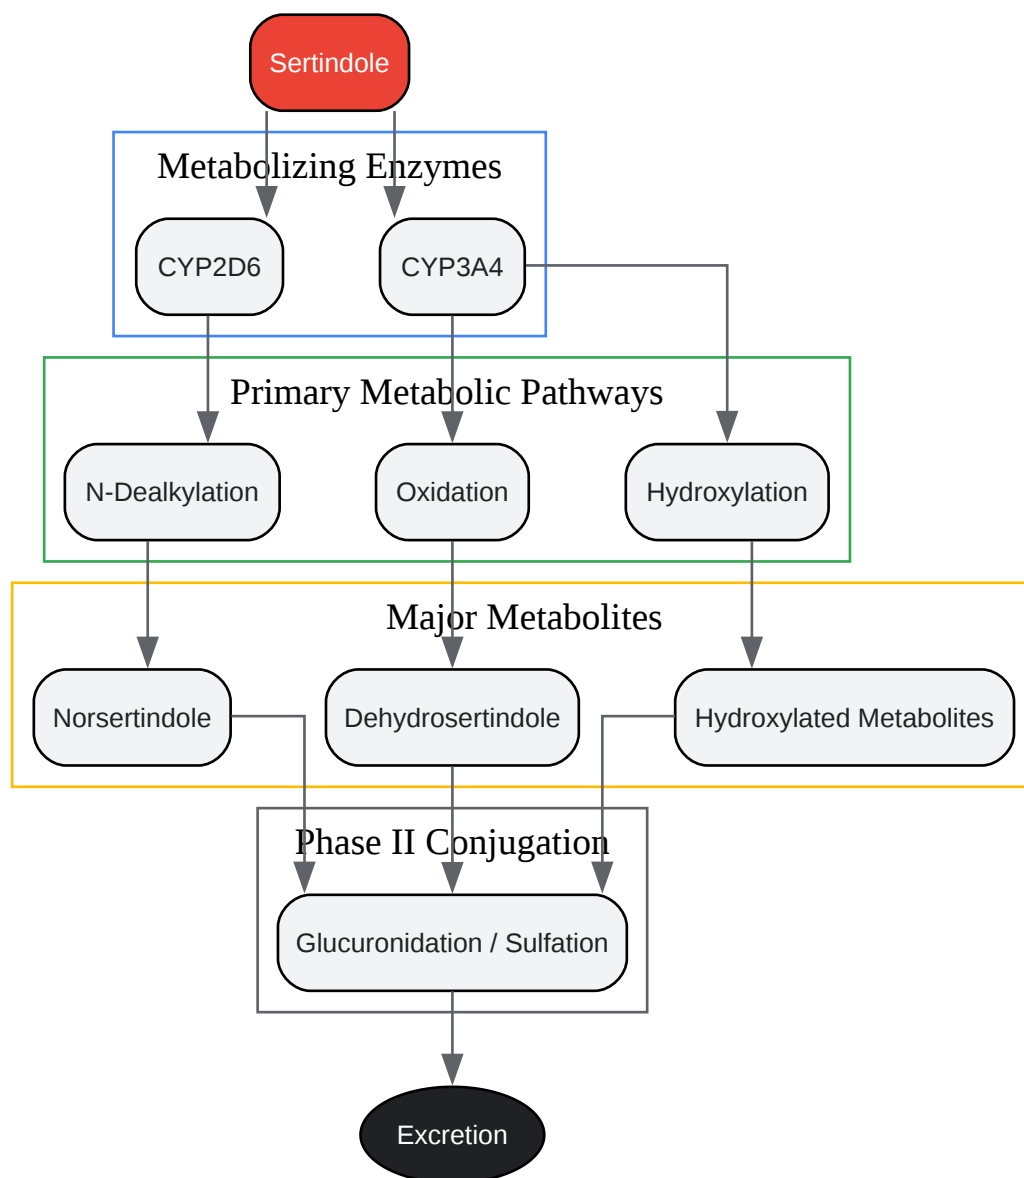 Sertindole
Metabolizing Enzymes
CYP2D6
CYP3A4
Primary Metabolic Pathways
N-Dealkylation
Oxidation
Hydroxylation
Major Metabolites
Norsertindole
Dehydrosertindole
Hydroxylated Metabolites
Phase II Conjugation
Glucuronidation / Sulfation
Excretion